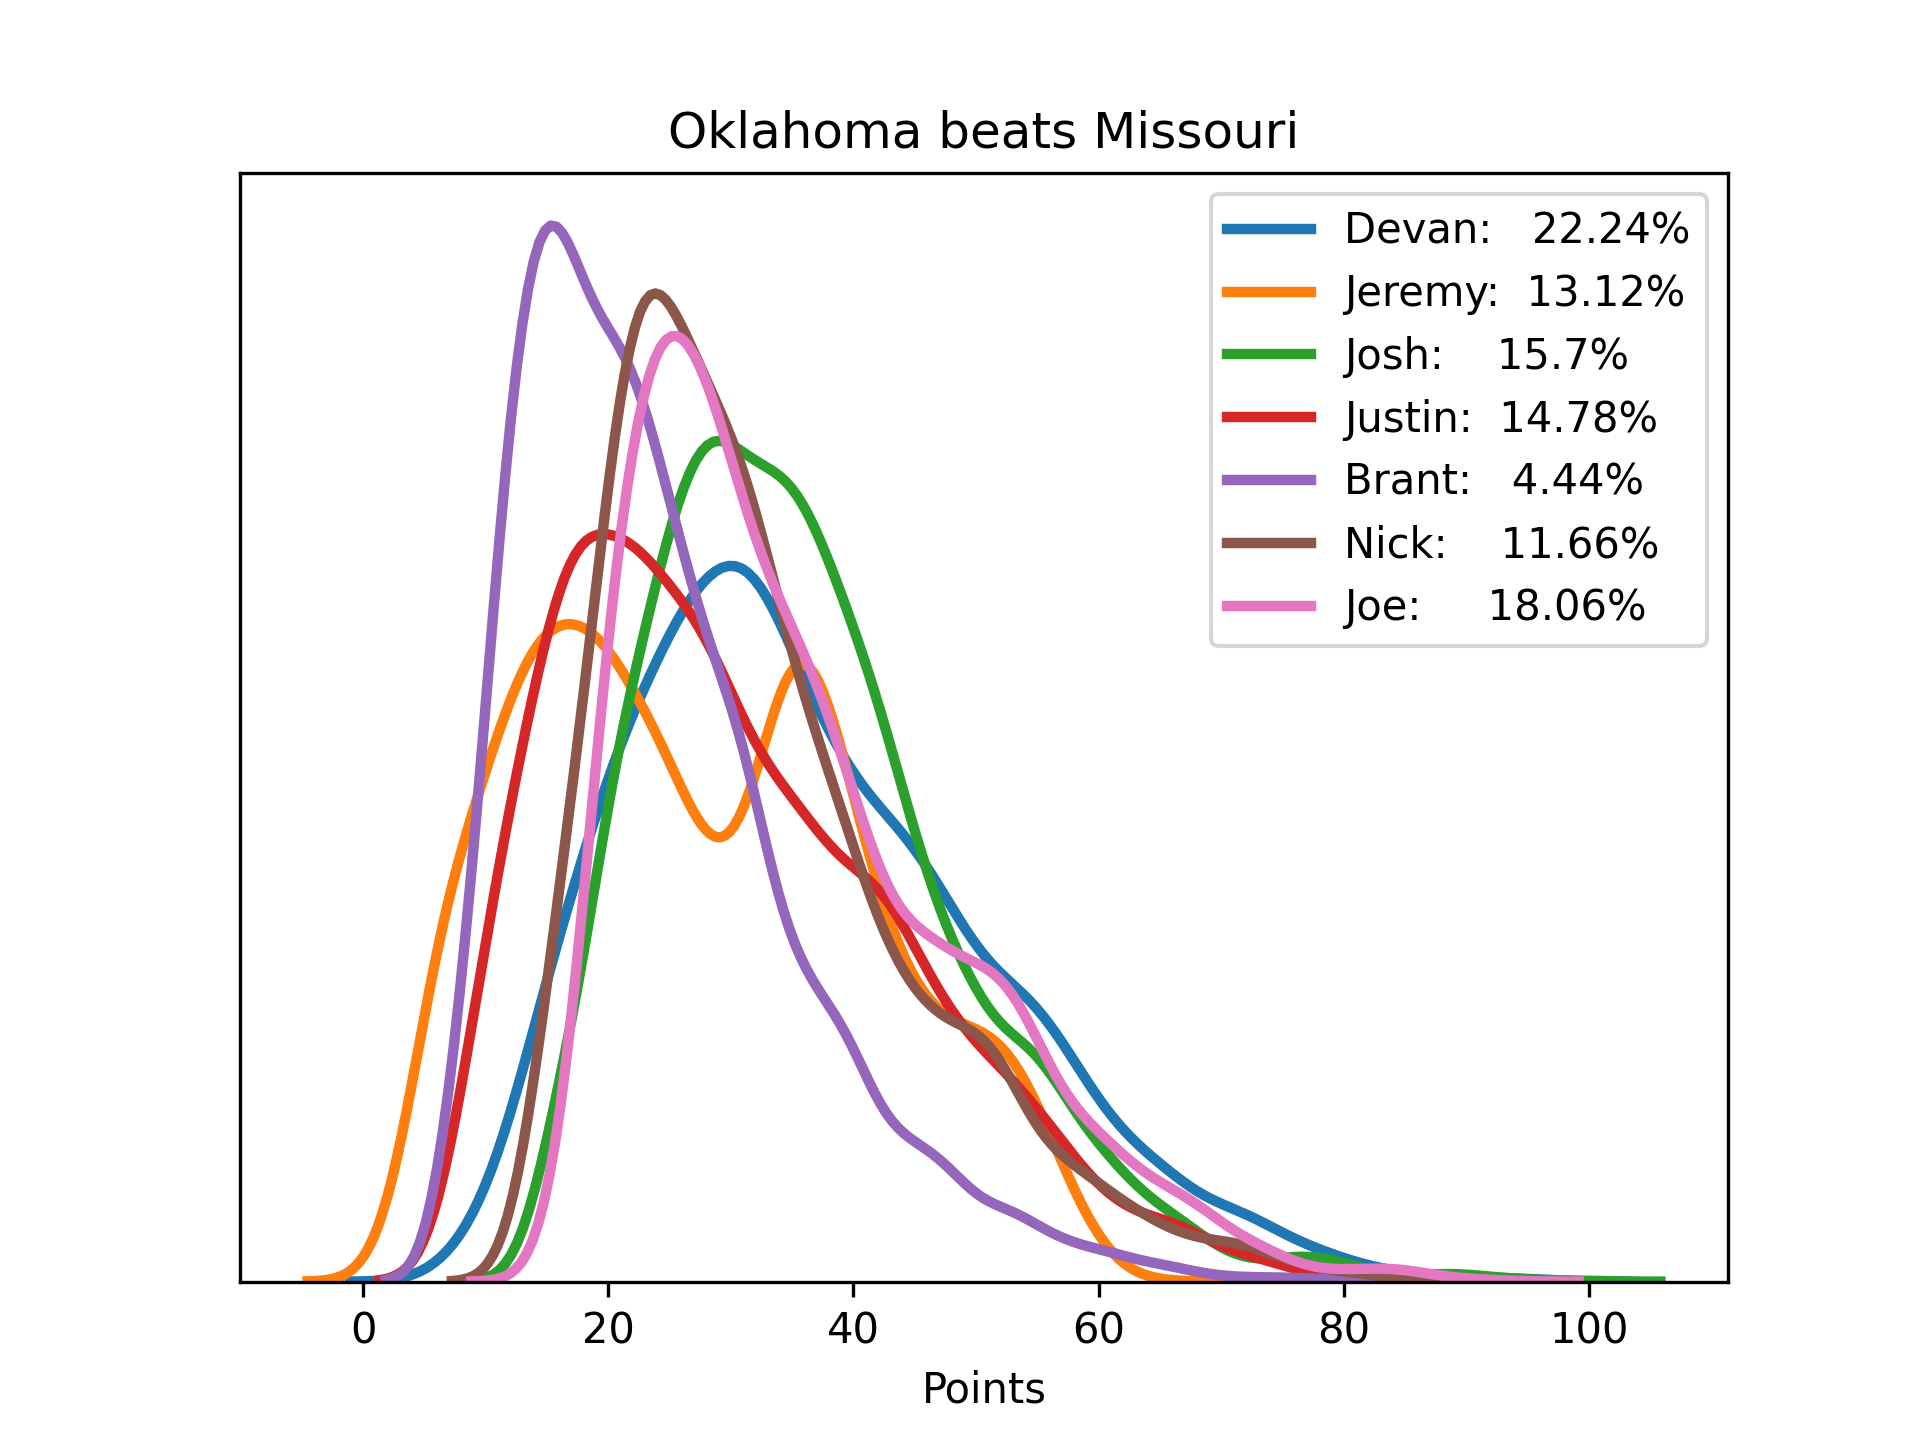 Oklahoma beats Missouri
Devan: 22.24%
Jeremy: 13.12%
Josh: 15.7%
Justin: 14.78%
Brant: 4.44%
Nick: 11.66%
Joe: 18.06%
0 20 40 60 80 100
Points